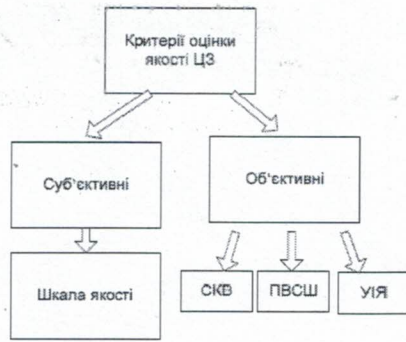 Критерії оцінки
якості ЦЗ
Суб'єктивні
Об'єктивні
Шкала якості
СКВ
ПВСШ
УІЯ